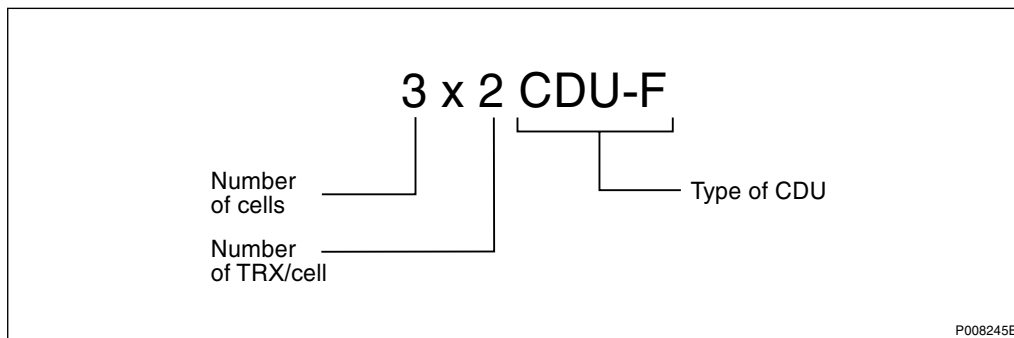 3 x 2 CDU-F
Number
of cells
Type of CDU
Number
of TRX/cell
P008245B